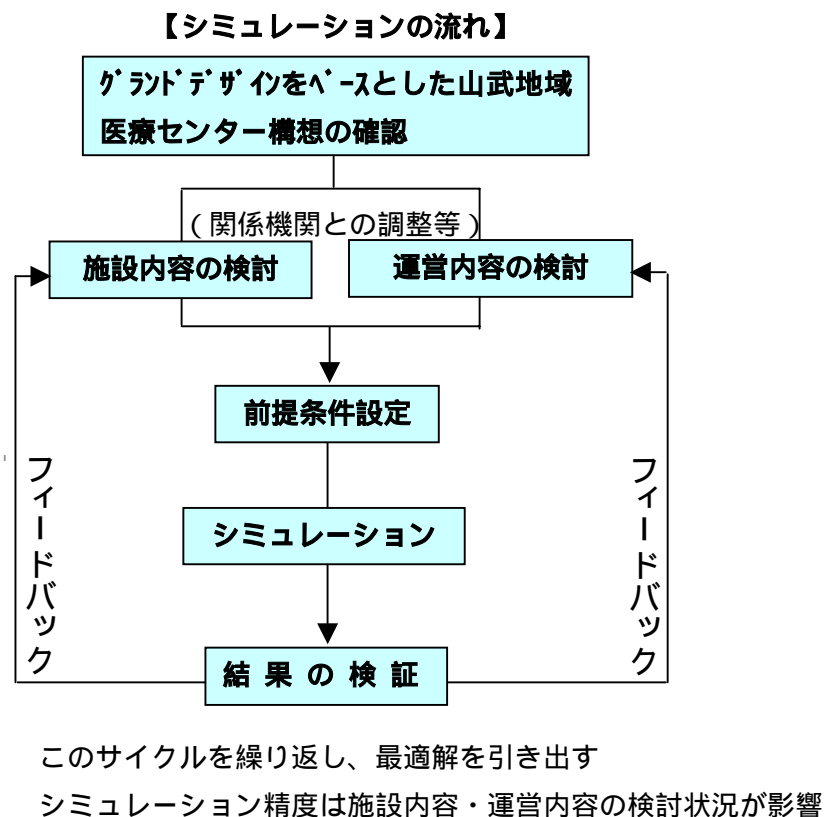 【シミュレーションの流れ】
グランドデザインをベースとした山武地域
医療センター構想の確認
（関係機関との調整等）
施設内容の検討
運営内容の検討
前提条件設定
フィードバック
フィードバック
シミュレーション
結 果 の 検 証
このサイクルを繰り返し、最適解を引き出す
シミュレーション精度は施設内容・運営内容の検討状況が影響